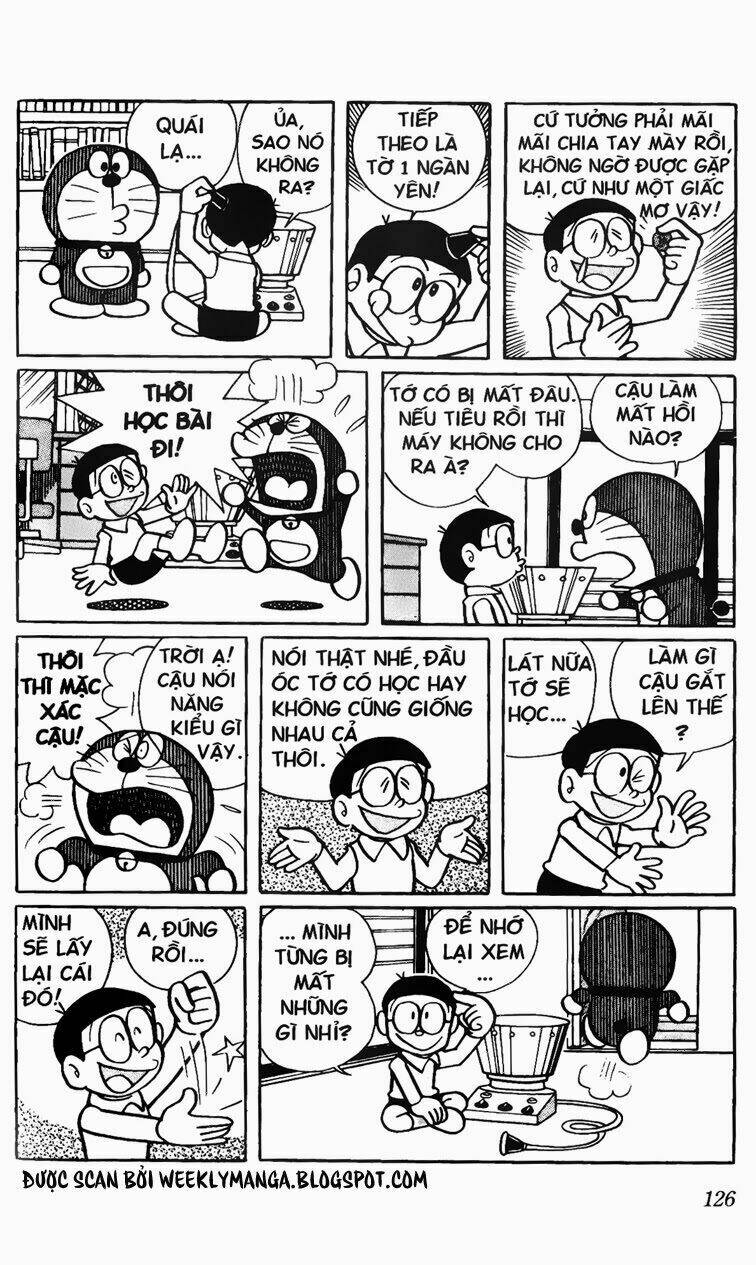 CỨ TƯỞNG PHẢI MÃI
MÃI CHIA TAY MÀY RỒI,
KHÔNG NGỜ ĐƯỢC GẶP
LẠI, CỨ NHƯ MỘT GIẤC
MƠ VẬY!
TIẾP
THEO LÀ
TỜ 1 NGÀN
YÊN!
ỦA,
SAO NÓ
KHÔNG
RA?
QUÁI
LẠ...
CẬU LÀM
MẤT HỒI
NÀO?
TỚ CÓ BỊ MẤT ĐÂU.
NẾU TIÊU RỒI THÌ
MÁY KHÔNG CHO
RA À?
THÔI
HỌC BÀI
ĐI!
LÀM GÌ
CẬU GẮT
LÊN THẾ
?
LÁT NỮA
TỚ SẼ
HỌC...
NÓI THẬT NHÉ, ĐẦU
ÓC TỚ CÓ HỌC HAY
KHÔNG CŨNG GIỐNG
NHAU CẢ
THÔI.
TRỜI Ạ!
CẬU NÓI
NĂNG
KIỂU GÌ
VẬY.
THÔI
THÌ MẶC
XÁC
CẬU!
ĐỂ NHỚ
LẠI XEM
...
... MÌNH
TỪNG BỊ
MẤT
NHỮNG
GÌ NHỈ?
A, ĐÚNG
RỒI...
MÌNH
SẼ LẤY
LẠI CÁI
ĐÓ!
ĐƯỢC SCAN BỞI WEEKLYMANGA.BLOGSPOT.COM
126